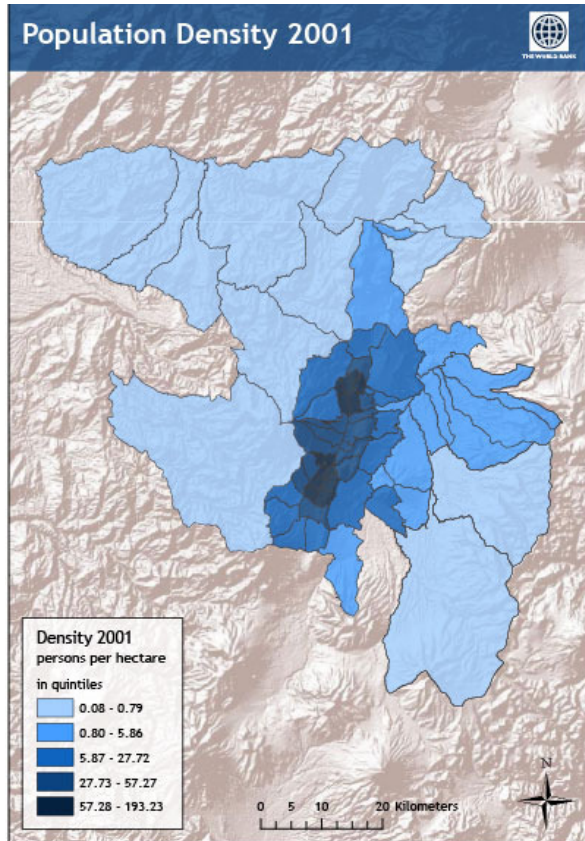 Population Density 2001
THE WORLD BANK
Density 2001
persons per hectare
in quintiles
0.08 - 0.79
0.80 - 5.86
5.87 - 27.72
27.73 - 57.27
57.28 - 193.23
N
0 5 10 20 Kilometers